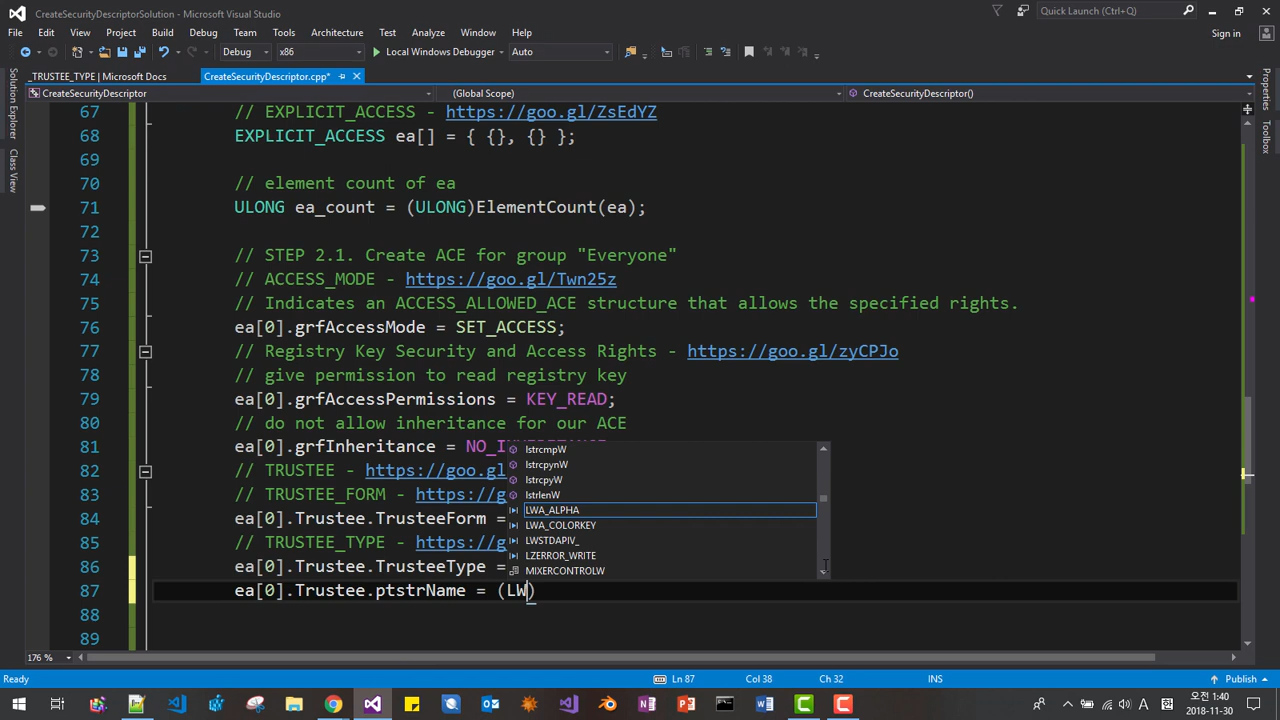 CreateSecurityDescriptorSolution - Microsoft Visual Studio
Quick Launch (Ctrl+Q)
File Edit View Project Build Debug Team Tools Architecture Test Analyze Window Help
Sign in
Debug x86 Local Windows Debugger Auto
_TRUSTEE_TYPE | Microsoft Docs CreateSecurityDescriptor.cpp*
CreateSecurityDescriptor (Global Scope) CreateSecurityDescriptor()
Solution Explorer
Class View
Properties
Toolbox
67 // EXPLICIT_ACCESS - https://goo.gl/ZsEdYZ
68 EXPLICIT_ACCESS ea[] = { {}, {} };
69
70 // element count of ea
71 ULONG ea_count = (ULONG)ElementCount(ea);
72
73 // STEP 2.1. Create ACE for group "Everyone"
74 // ACCESS_MODE - https://goo.gl/Twn25z
75 // Indicates an ACCESS_ALLOWED_ACE structure that allows the specified rights.
76 ea[0].grfAccessMode = SET_ACCESS;
77 // Registry Key Security and Access Rights - https://goo.gl/zyCPJo
78 // give permission to read registry key
79 ea[0].grfAccessPermissions = KEY_READ;
80 // do not allow inheritance for our ACE
81 ea[0].grfInheritance =
82 // TRUSTEE - https://goo.gl
83 // TRUSTEE_FORM - https://g
84 ea[0].Trustee.TrusteeForm =
85 // TRUSTEE_TYPE - https://g
86 ea[0].Trustee.TrusteeType =
87 ea[0].Trustee.ptstrName = (LW)
88
89
lstrcmpW
lstrcpynW
lstrcpyW
lstrlenW
LWA_ALPHA
LWA_COLORKEY
LWSTDAPIV_
LZERROR_WRITE
MIXERCONTROLW
176 %
Ready Ln 87 Col 38 Ch 32 INS Publish
오전 1:40
2018-11-30